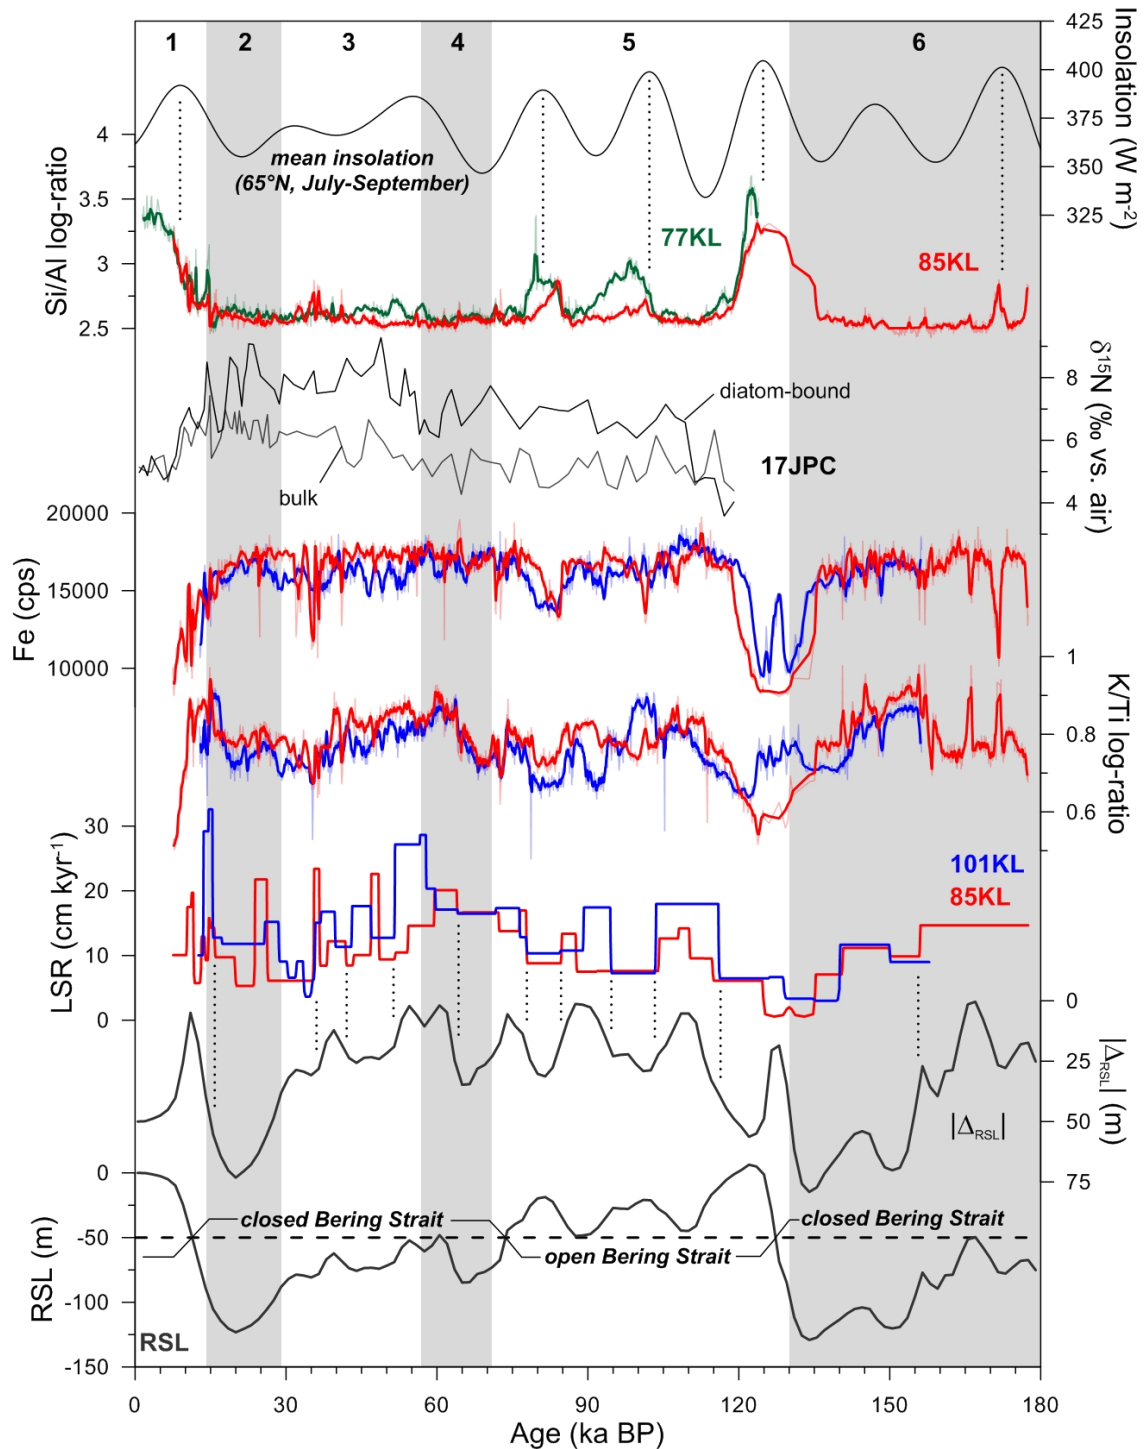 1 2 3 4 5 6
425
400
375
350
325
Insolation (W m-2)
mean insolation
(65°N, July-September)
4
3.5
3
2.5
Si/Al log-ratio
77KL
85KL
8
6
4
δ15N (‰ vs. air)
diatom-bound
17JPC
bulk
20000
15000
10000
Fe (cps)
1
0.8
0.6
K/Ti log-ratio
30
20
10
0
LSR (cm kyr-1)
101KL
85KL
0
25
50
75
|ΔRSL| (m)
|ΔRSL|
0
-50
-100
-150
RSL (m)
closed Bering Strait
closed Bering Strait
open Bering Strait
RSL
0 30 60 90 120 150 180
Age (ka BP)